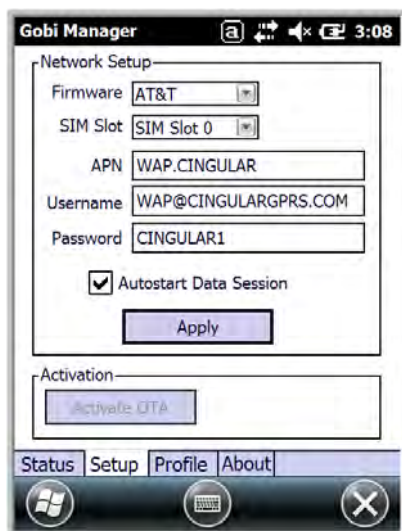 Gobi Manager a 3:08
Network Setup
Firmware AT&T
SIM Slot SIM Slot 0
APN WAP.CINGULAR
Username WAP@CINGULARGPRS.COM
Password CINGULAR1
Autostart Data Session
Apply
Activation
Activate OTA
Status Setup Profile About